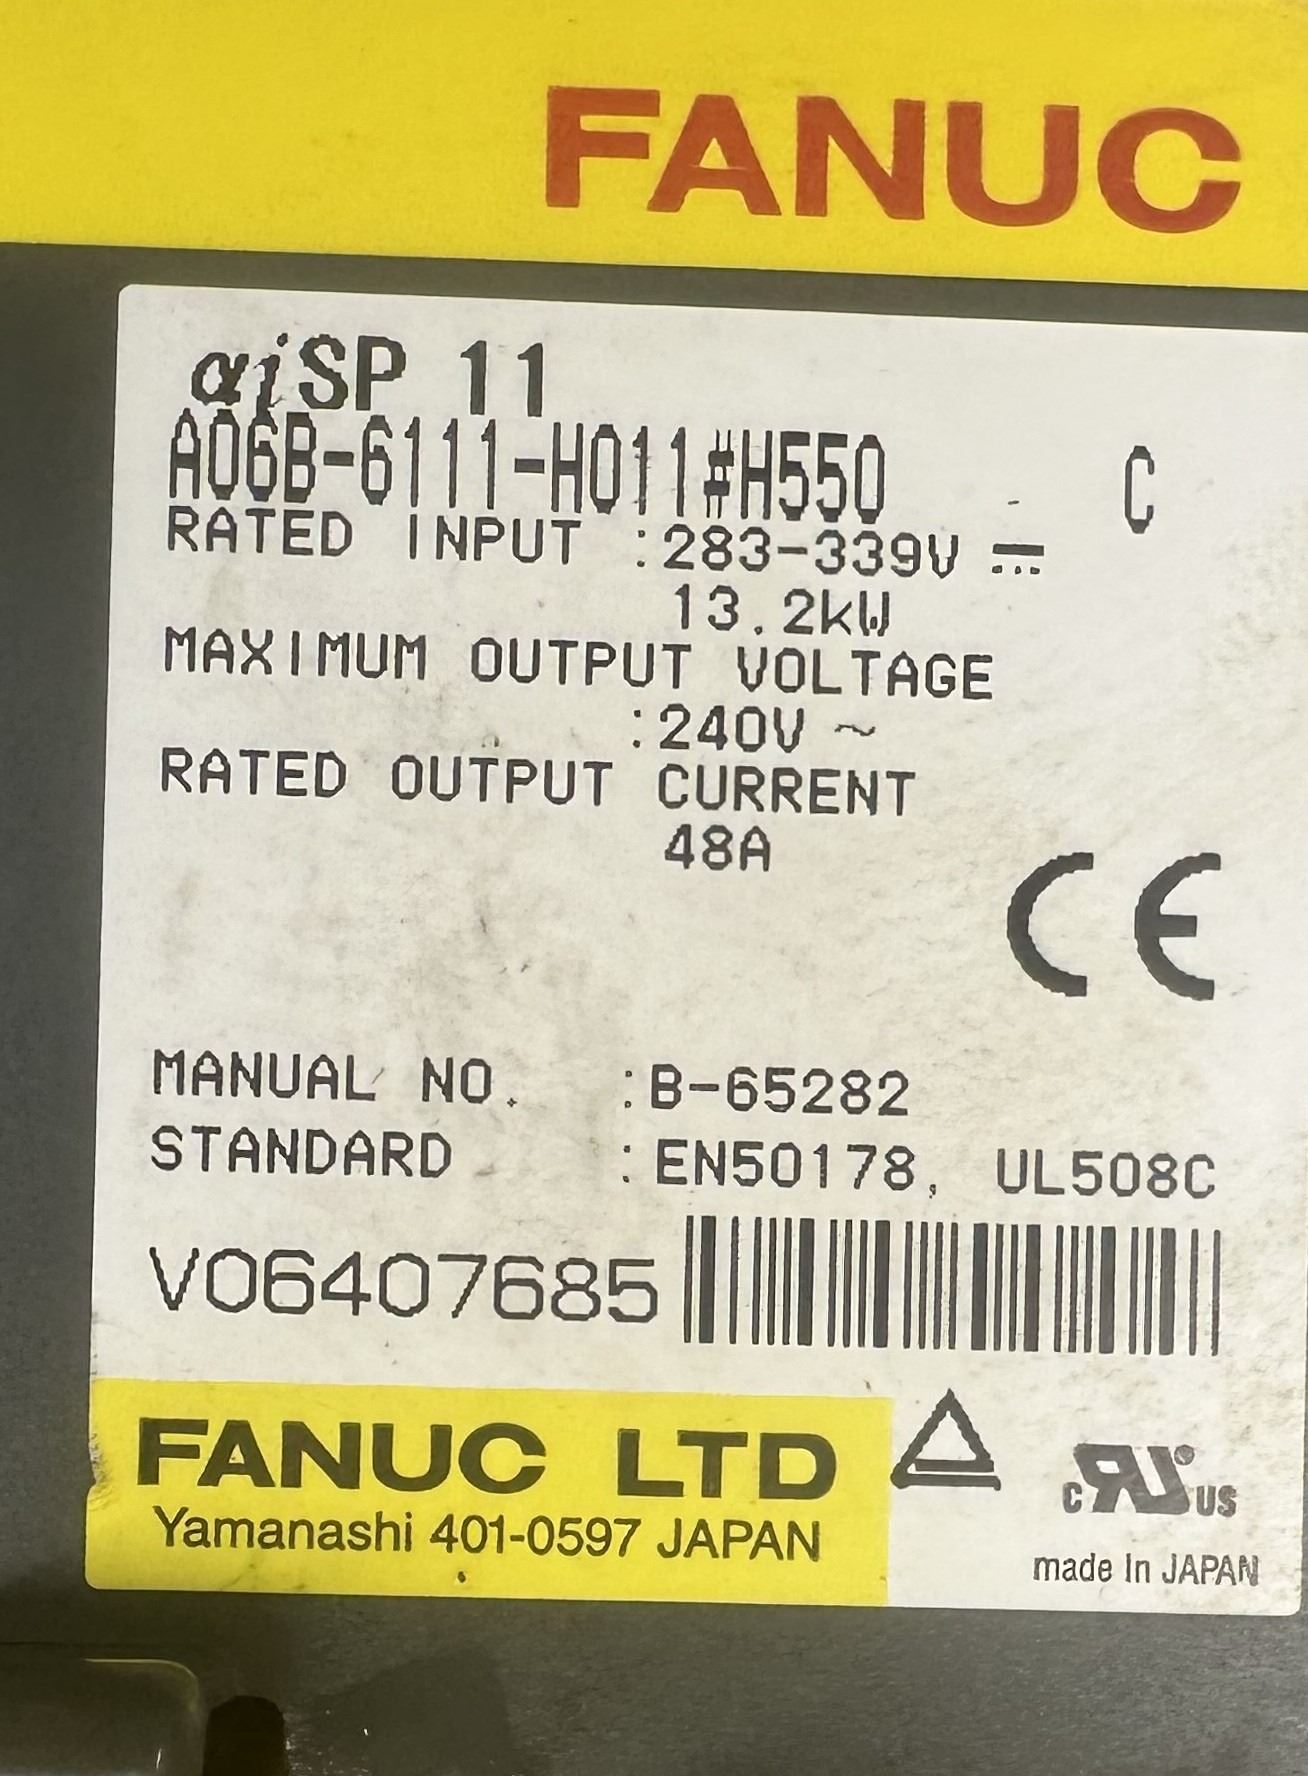 FANUC
αiSP 11
A06B-6111-H011#H550 C
RATED INPUT :283-339V ⎓
13.2kW
MAXIMUM OUTPUT VOLTAGE
:240V ~
RATED OUTPUT CURRENT
48A
CE
MANUAL NO. :B-65282
STANDARD :EN50178, UL508C
V06407685
FANUC LTD
Yamanashi 401-0597 JAPAN
c RU US
made in JAPAN